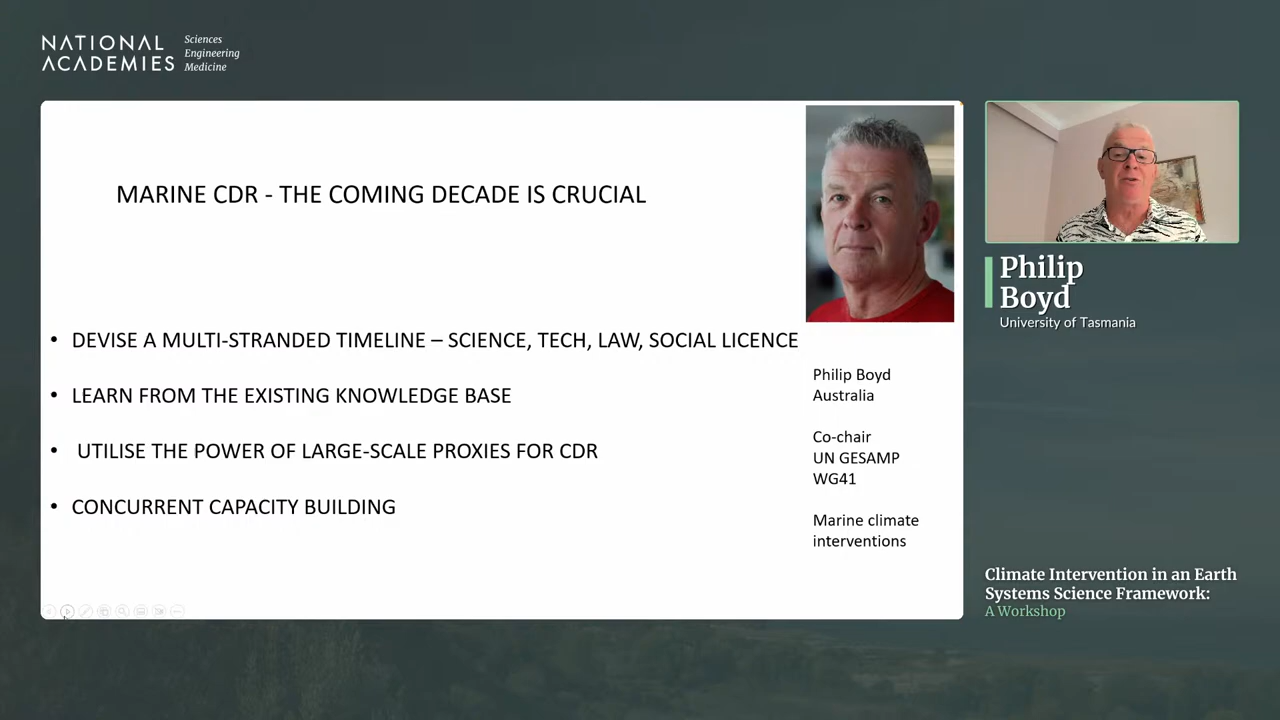 NATIONAL
ACADEMIES
Sciences
Engineering
Medicine
MARINE CDR - THE COMING DECADE IS CRUCIAL
• DEVISE A MULTI-STRANDED TIMELINE – SCIENCE, TECH, LAW, SOCIAL LICENCE
• LEARN FROM THE EXISTING KNOWLEDGE BASE
• UTILISE THE POWER OF LARGE-SCALE PROXIES FOR CDR
• CONCURRENT CAPACITY BUILDING
Philip Boyd
Australia
Co-chair
UN GESAMP
WG41
Marine climate
interventions
Philip
Boyd
University of Tasmania
Climate Intervention in an Earth
Systems Science Framework:
A Workshop